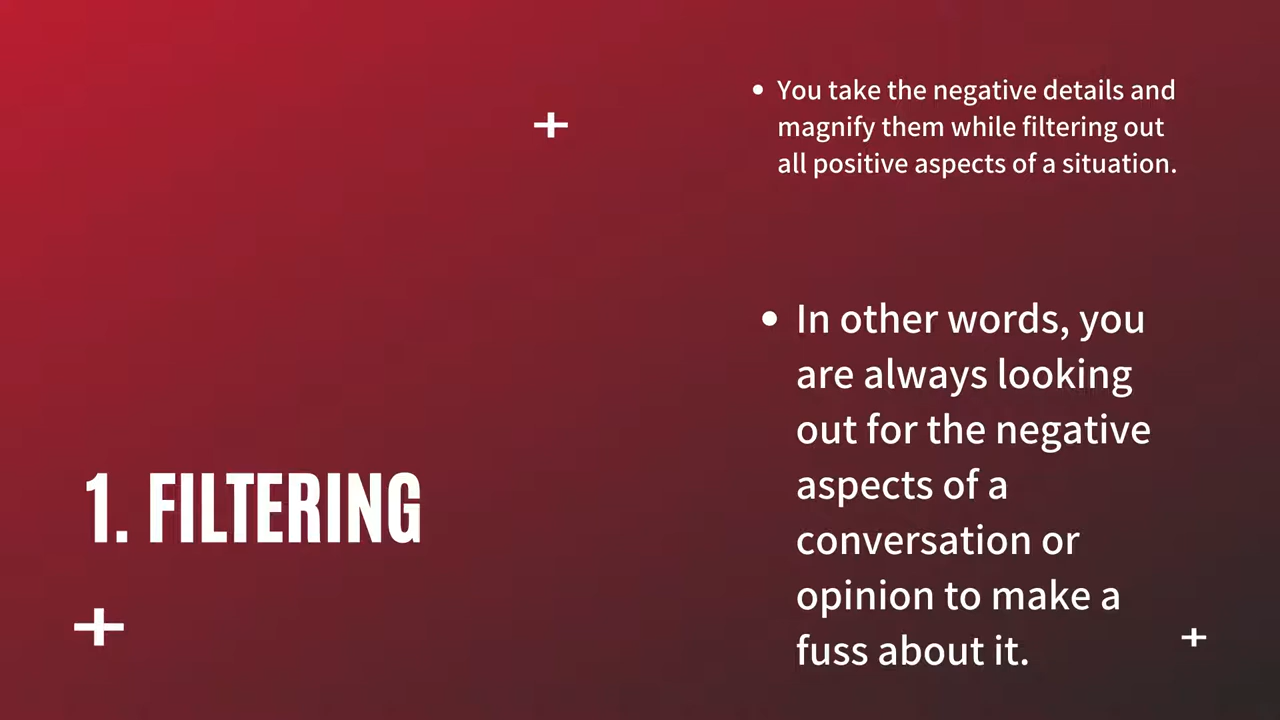 1. FILTERING
• You take the negative details and
magnify them while filtering out
all positive aspects of a situation.
• In other words, you
are always looking
out for the negative
aspects of a
conversation or
opinion to make a
fuss about it.